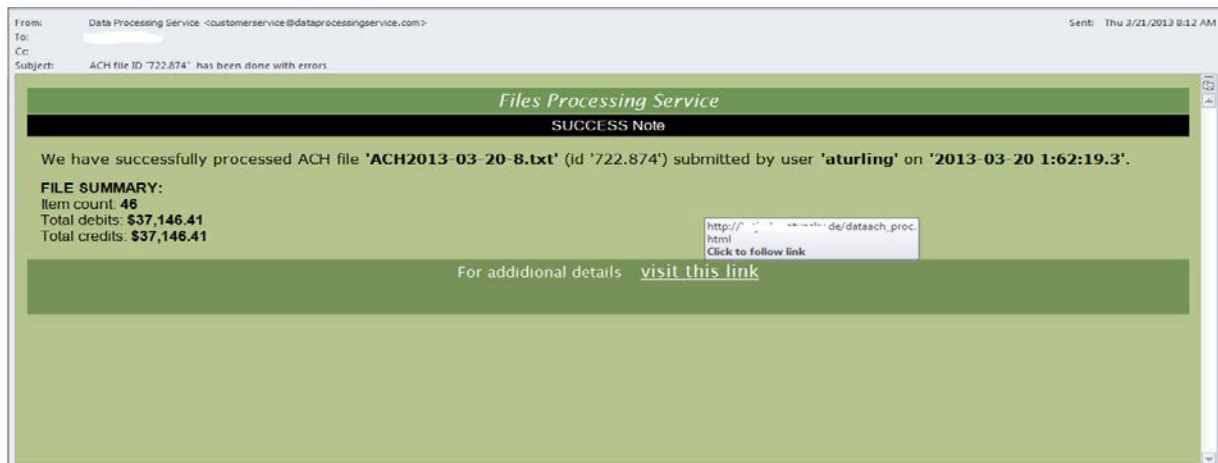 From: Data Processing Service <customerservice@dataprocessingservice.com> Sent: Thu 3/21/2013 8:12 AM
To:
Cc:
Subject: ACH file ID "722.874" has been done with errors
Files Processing Service
SUCCESS Note
We have successfully processed ACH file 'ACH2013-03-20-8.txt' (id '722.874') submitted by user 'aturling' on '2013-03-20 1:62:19.3'.
FILE SUMMARY:
Item count: 46
Total debits: $37,146.41
Total credits: $37,146.41
http:// de/dataach_proc.
html
Click to follow link
For addidional details visit this link